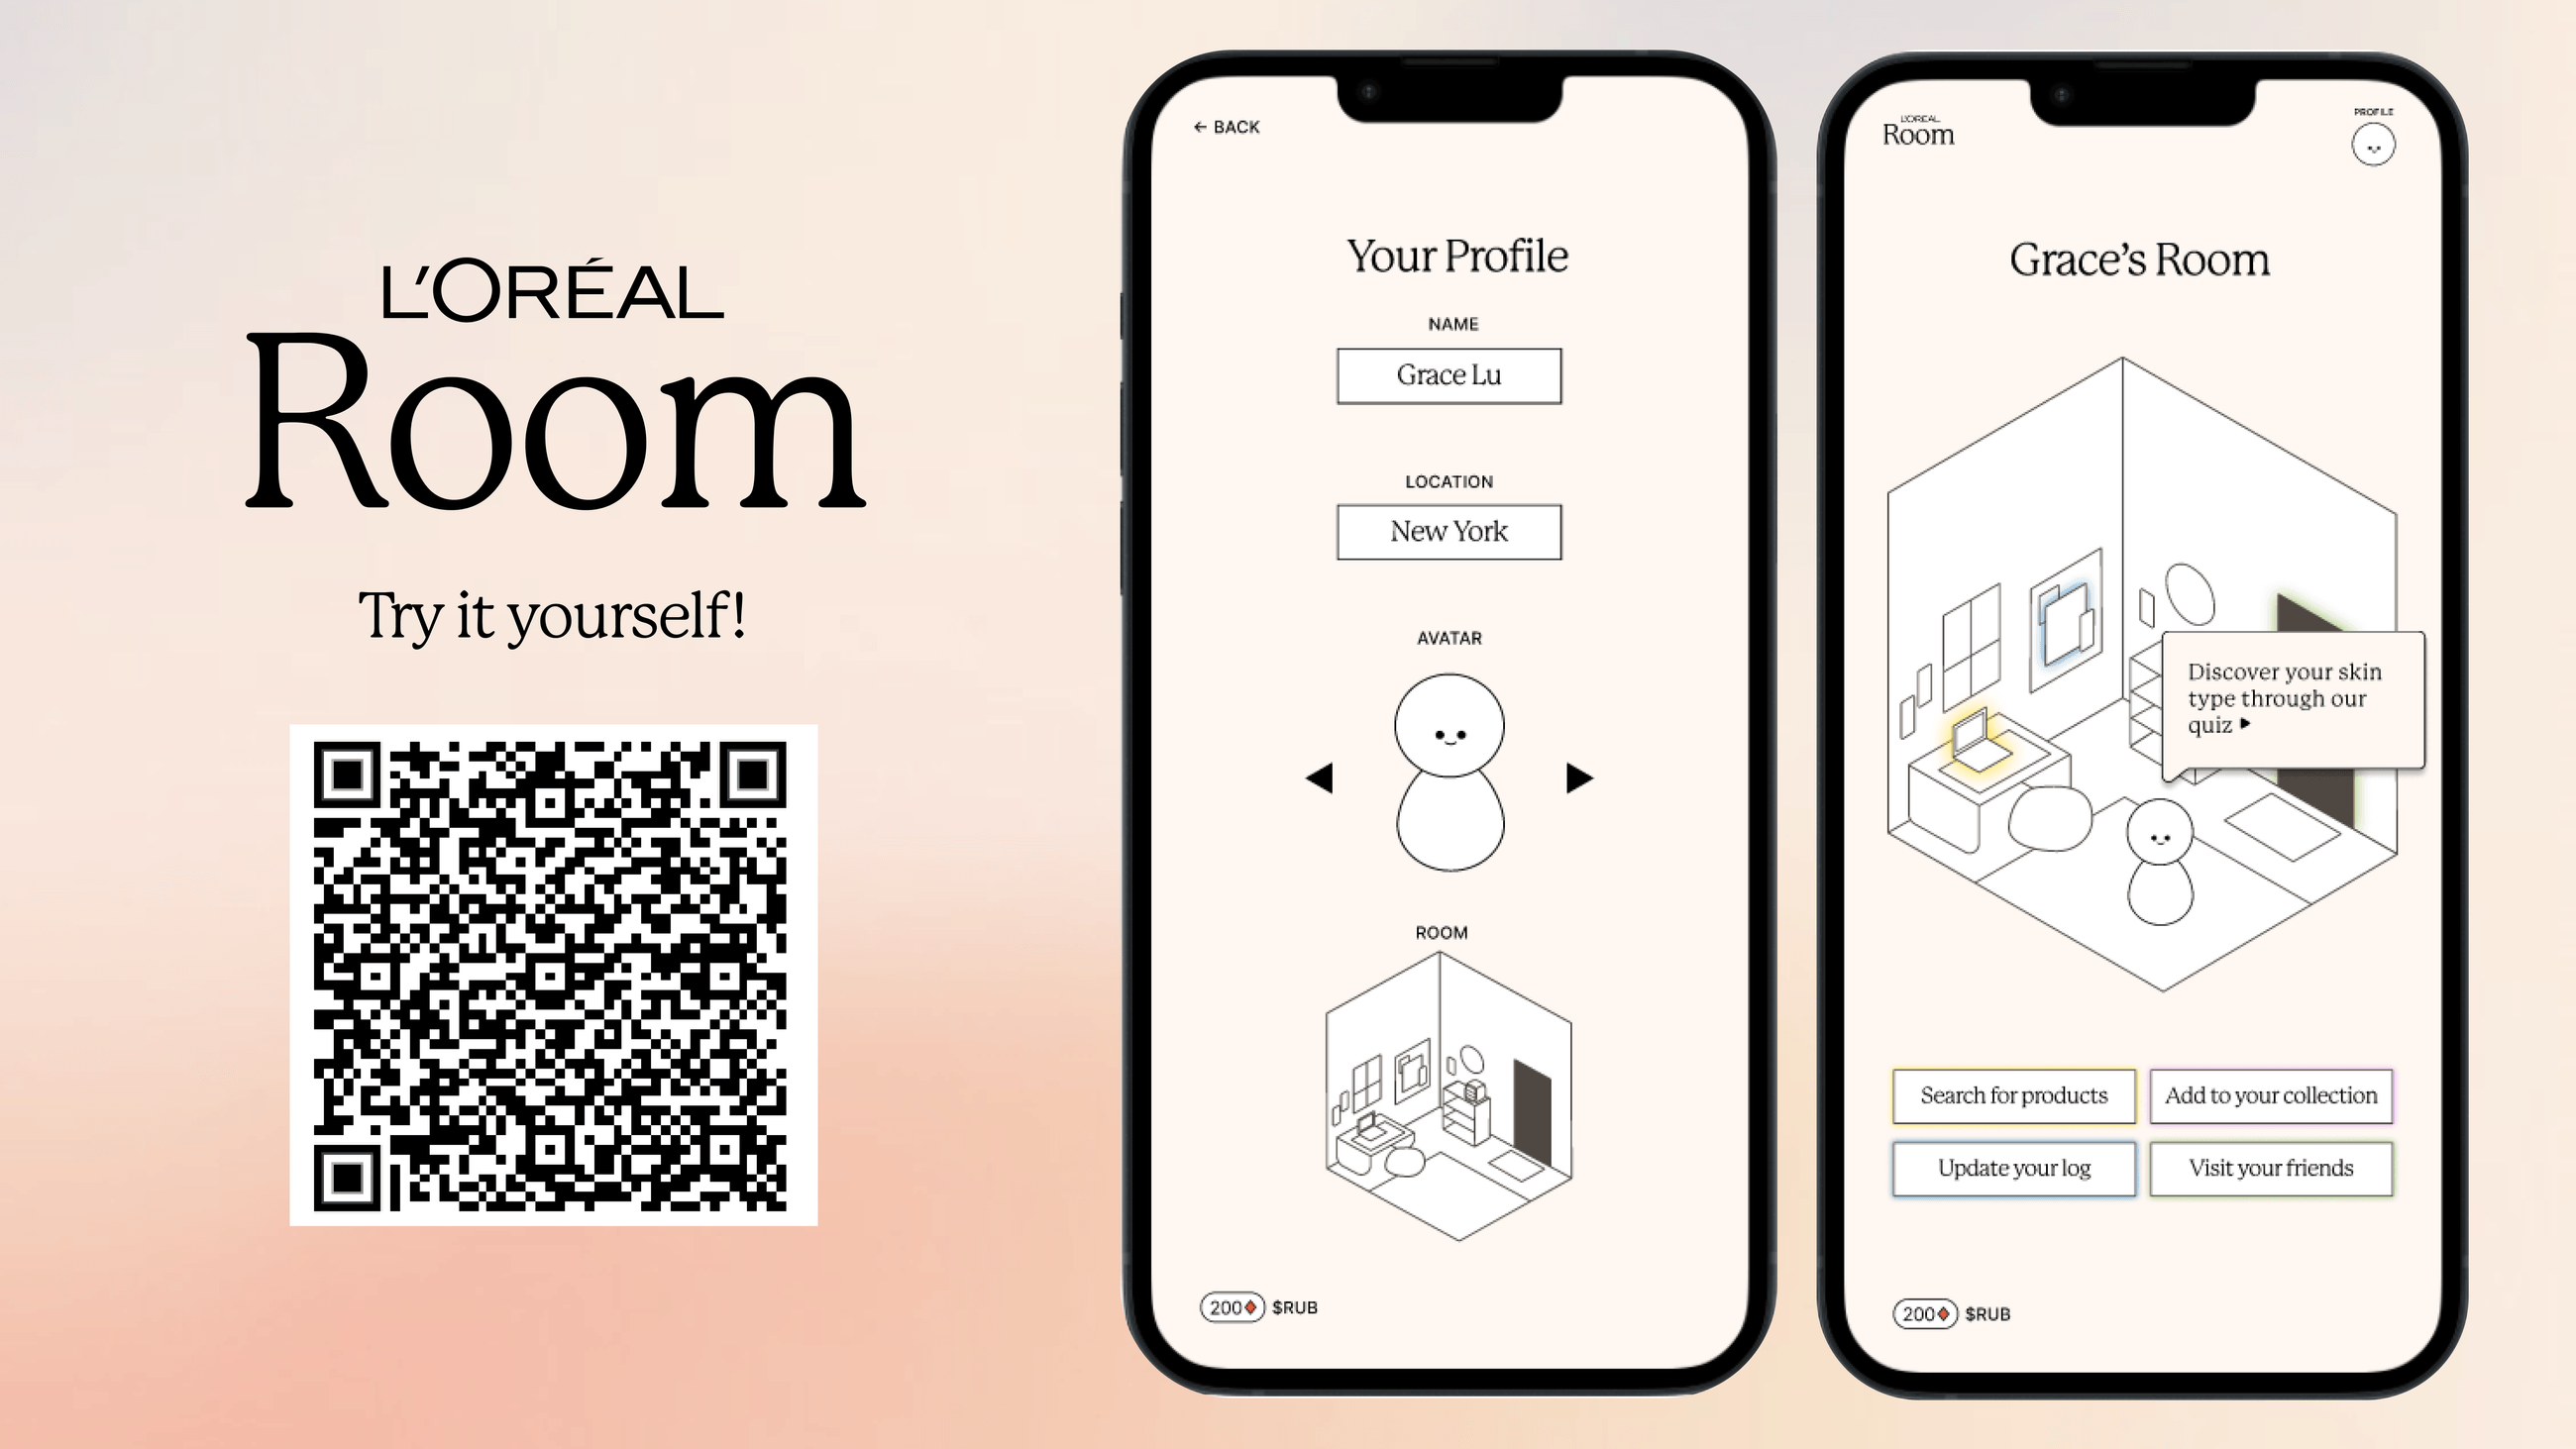 L'ORÉAL
Room
Try it yourself!
← BACK
Your Profile
NAME
Grace Lu
LOCATION
New York
AVATAR
ROOM
200 $RUB
L'ORÉAL
Room
PROFILE
Grace's Room
Discover your skin
type through our
quiz ▶
Search for products
Add to your collection
Update your log
Visit your friends
200 $RUB